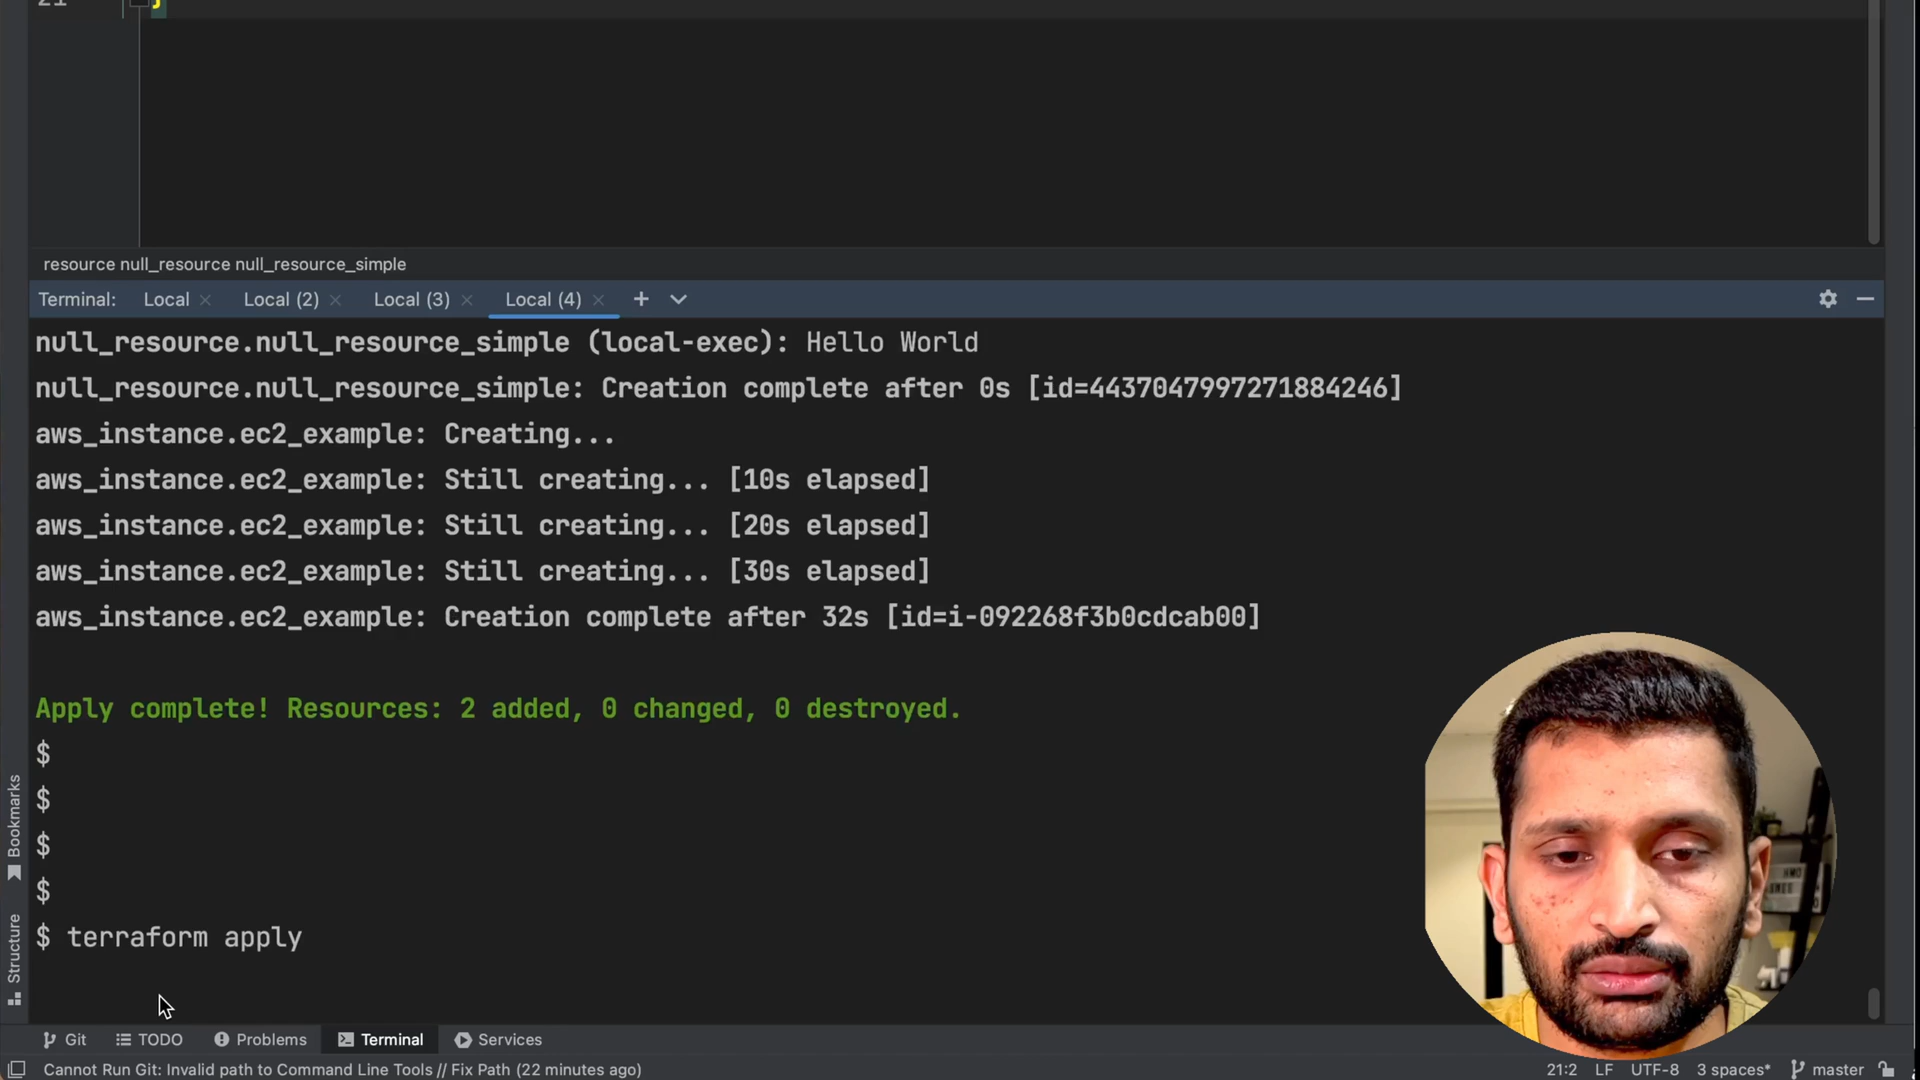 21 }
resource null_resource null_resource_simple
Terminal: Local Local (2) Local (3) Local (4)
null_resource.null_resource_simple (local-exec): Hello World
null_resource.null_resource_simple: Creation complete after 0s [id=4437047997271884246]
aws_instance.ec2_example: Creating...
aws_instance.ec2_example: Still creating... [10s elapsed]
aws_instance.ec2_example: Still creating... [20s elapsed]
aws_instance.ec2_example: Still creating... [30s elapsed]
aws_instance.ec2_example: Creation complete after 32s [id=i-092268f3b0cdcab00]
Apply complete! Resources: 2 added, 0 changed, 0 destroyed.
$
$
$
$
$ terraform apply
Bookmarks
Structure
Git TODO Problems Terminal Services
Cannot Run Git: Invalid path to Command Line Tools // Fix Path (22 minutes ago) 21:2 LF UTF-8 3 spaces* master